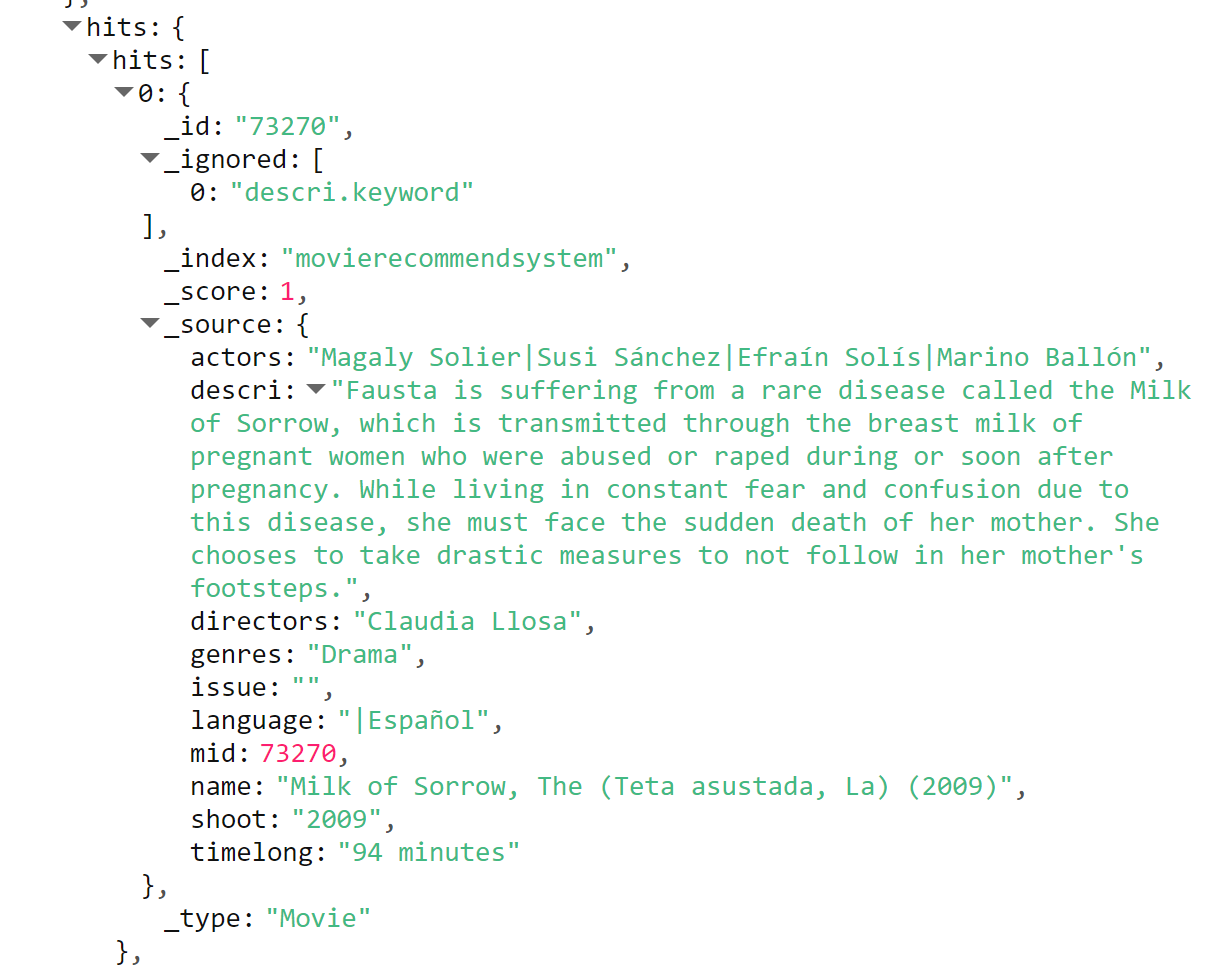 },
hits: {
hits: [
0: {
_id: "73270",
_ignored: [
0: "descri.keyword"
],
_index: "movierecommendsystem",
_score: 1,
_source: {
actors: "Magaly Solier|Susi Sánchez|Efraín Solís|Marino Ballón",
descri: "Fausta is suffering from a rare disease called the Milk
of Sorrow, which is transmitted through the breast milk of
pregnant women who were abused or raped during or soon after
pregnancy. While living in constant fear and confusion due to
this disease, she must face the sudden death of her mother. She
chooses to take drastic measures to not follow in her mother's
footsteps.",
directors: "Claudia Llosa",
genres: "Drama",
issue: "",
language: "|Español",
mid: 73270,
name: "Milk of Sorrow, The (Teta asustada, La) (2009)",
shoot: "2009",
timelong: "94 minutes"
},
_type: "Movie"
},